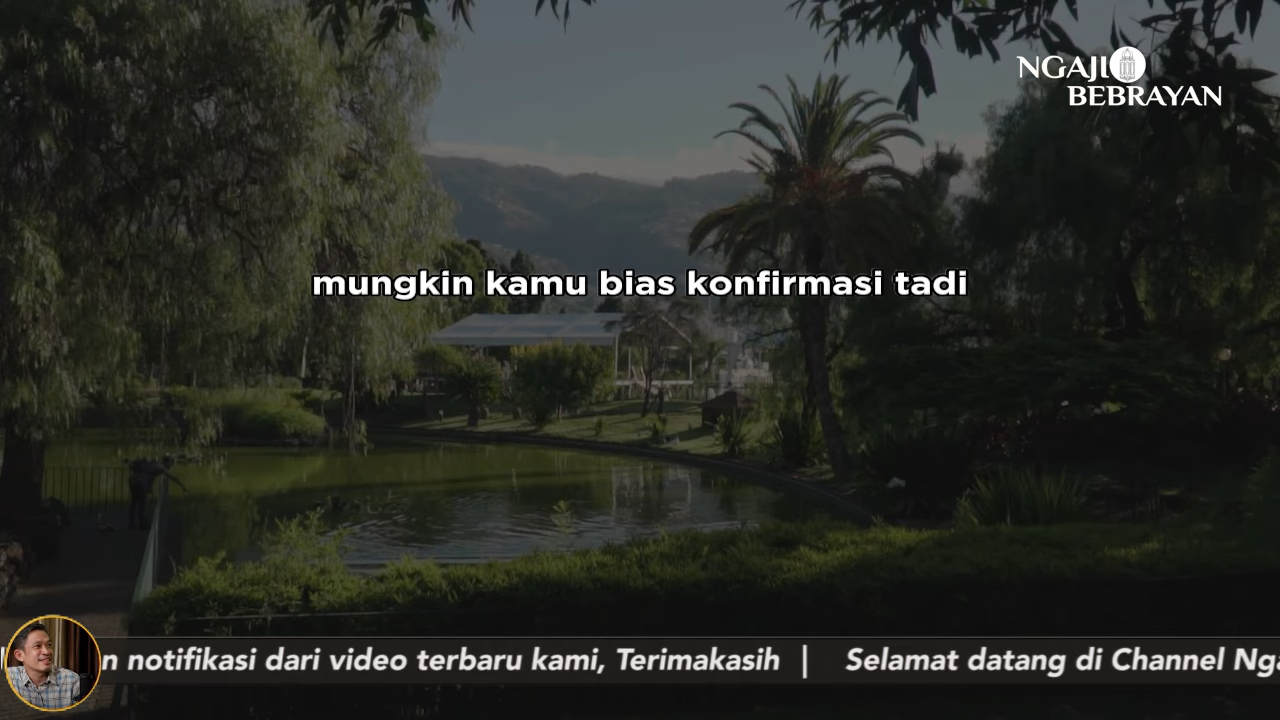 NGAJI
BEBRAYAN
mungkin kamu bias konfirmasi tadi
n notifikasi dari video terbaru kami, Terimakasih | Selamat datang di Channel Nga